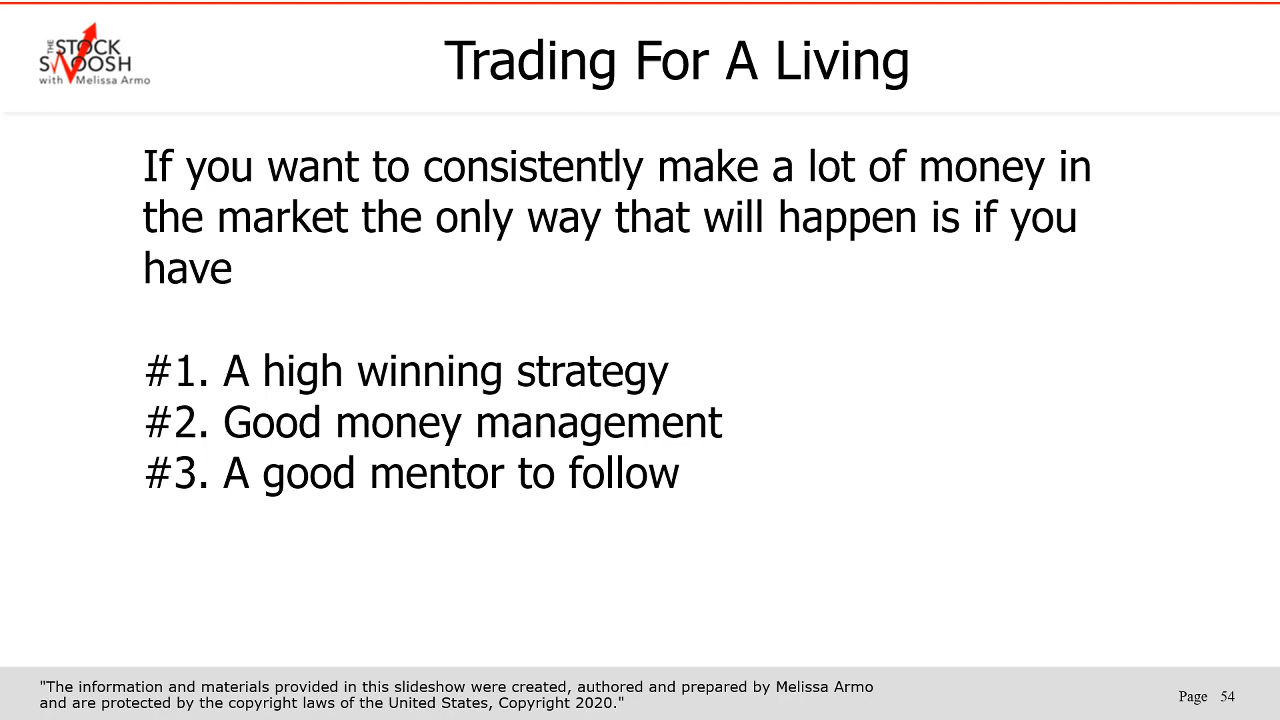 THE STOCK
SWOOSH
with Melissa Armo
Trading For A Living
If you want to consistently make a lot of money in
the market the only way that will happen is if you
have
#1. A high winning strategy
#2. Good money management
#3. A good mentor to follow
"The information and materials provided in this slideshow were created, authored and prepared by Melissa Armo
and are protected by the copyright laws of the United States, Copyright 2020."
Page 54